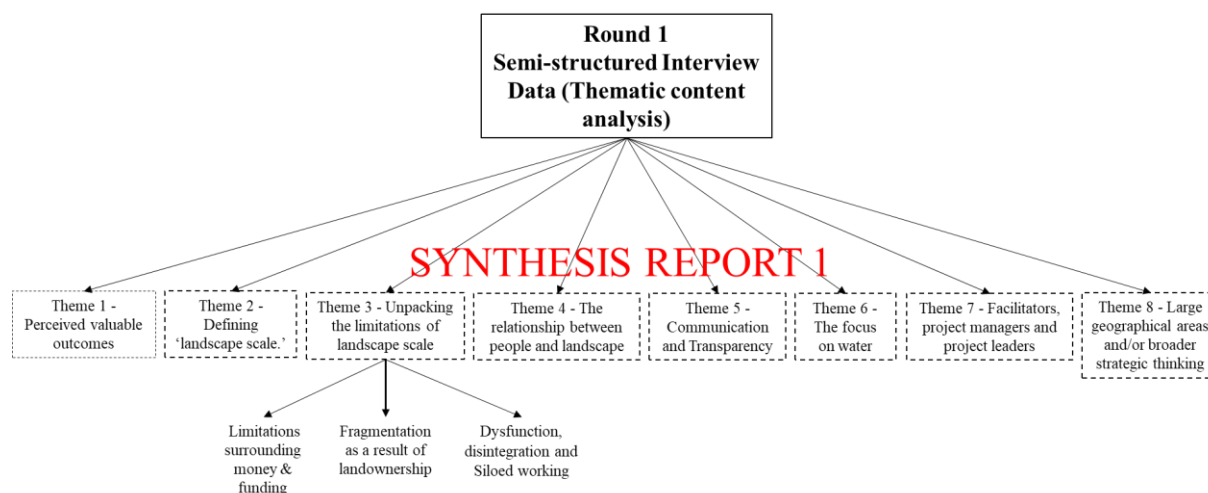 Round 1
Semi-structured Interview
Data (Thematic content
analysis)
SYNTHESIS REPORT 1
Theme 1 -
Perceived valuable
outcomes
Theme 2 -
Defining
‘landscape scale.’
Theme 3 - Unpacking
the limitations of
landscape scale
Theme 4 - The
relationship between
people and landscape
Theme 5 -
Communication
and Transparency
Theme 6 -
The focus
on water
Theme 7 - Facilitators,
project managers and
project leaders
Theme 8 - Large
geographical areas
and/or broader
strategic thinking
Limitations
surrounding
money &
funding
Fragmentation
as a result of
landownership
Dysfunction,
disintegration and
Siloed working